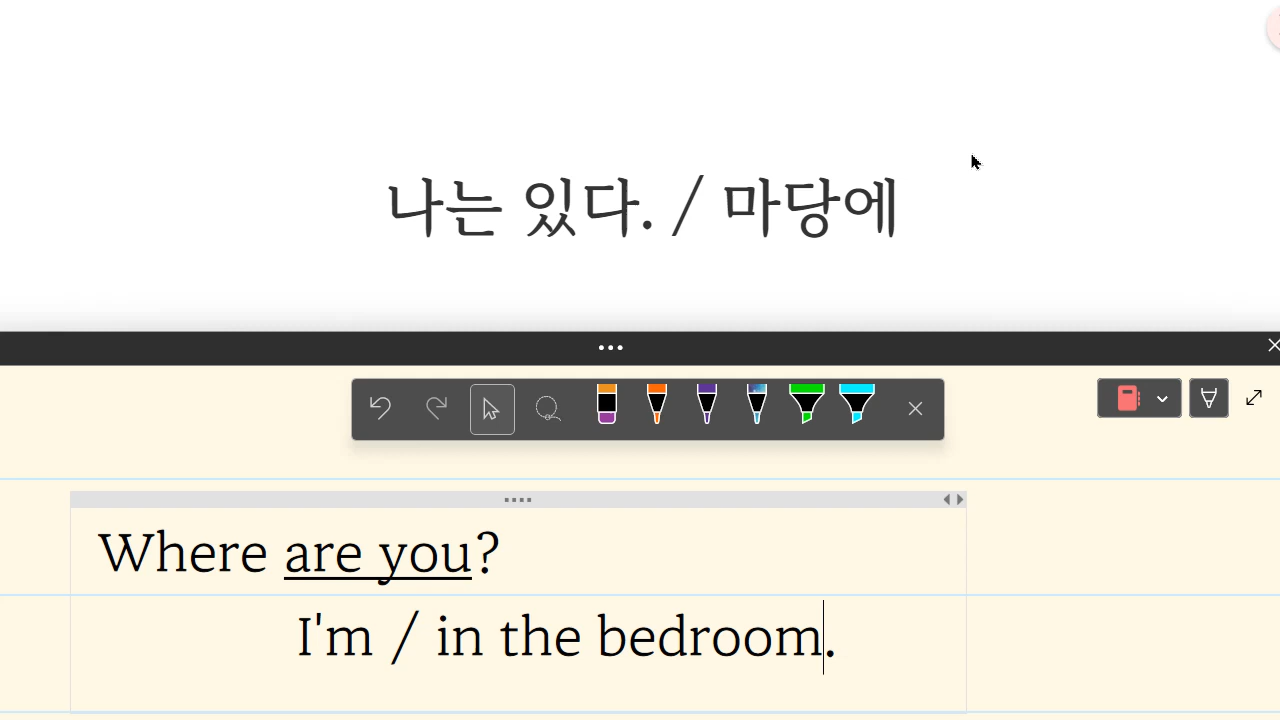 나는 있다. / 마당에
Where are you?
I'm / in the bedroom.